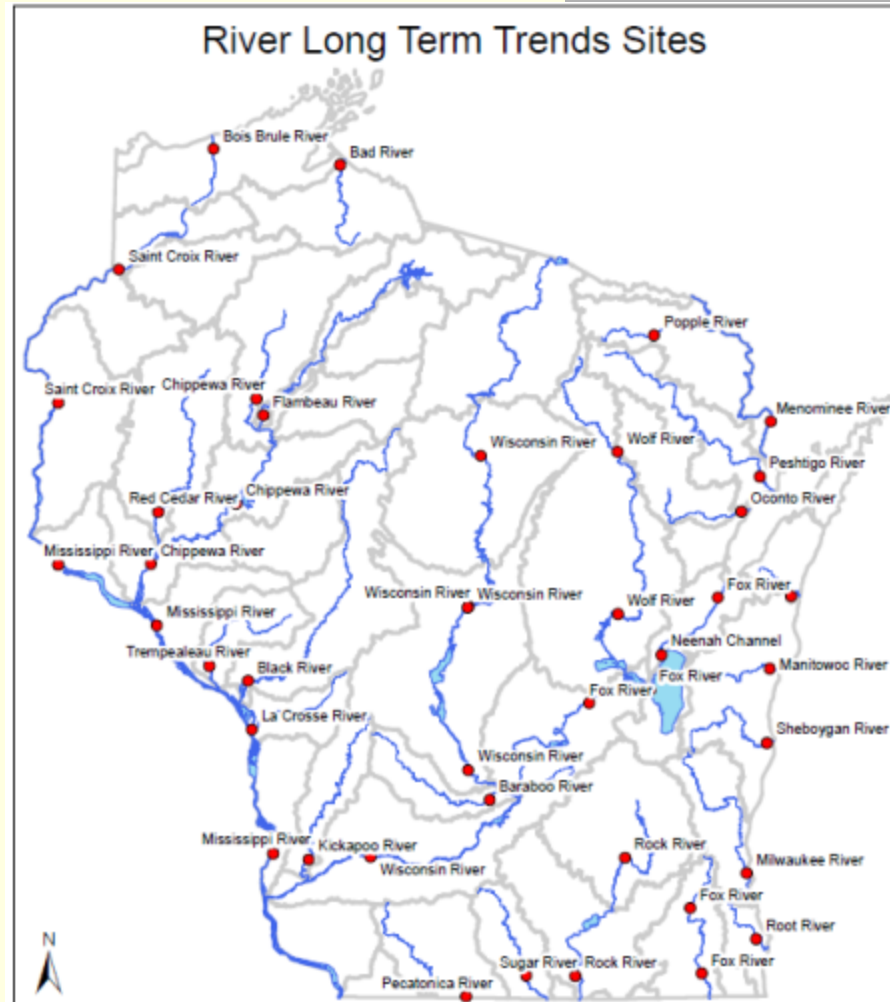 River Long Term Trends Sites
Bois Brule River
Bad River
Saint Croix River
Popple River
Saint Croix River
Chippewa River
Flambeau River
Menominee River
Wisconsin River
Wolf River
Peshtigo River
Red Cedar River
Chippewa River
Oconto River
Mississippi River
Chippewa River
Wisconsin River
Wisconsin River
Wolf River
Fox River
Mississippi River
Neenah Channel
Trempealeau River
Black River
Fox River
Fox River
Manitowoc River
La Crosse River
Sheboygan River
Wisconsin River
Baraboo River
Mississippi River
Kickapoo River
Wisconsin River
Rock River
Milwaukee River
Fox River
Root River
N
Sugar River
Rock River
Fox River
Pecatonica River